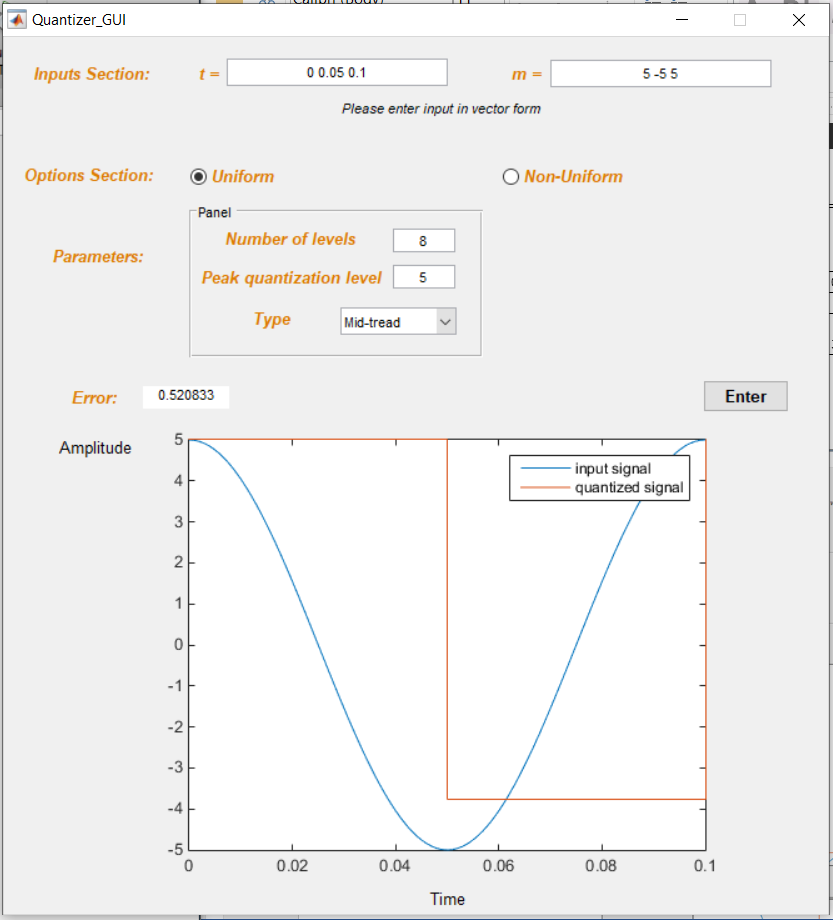 Quantizer_GUI
Inputs Section: t = 0 0.05 0.1 m = 5 -5 5
Please enter input in vector form
Options Section: Uniform Non-Uniform
Panel
Number of levels 8
Parameters:
Peak quantization level 5
Type Mid-tread
Error: 0.520833 Enter
Amplitude
5
4
3
2
1
0
-1
-2
-3
-4
-5
input signal
quantized signal
0 0.02 0.04 0.06 0.08 0.1
Time